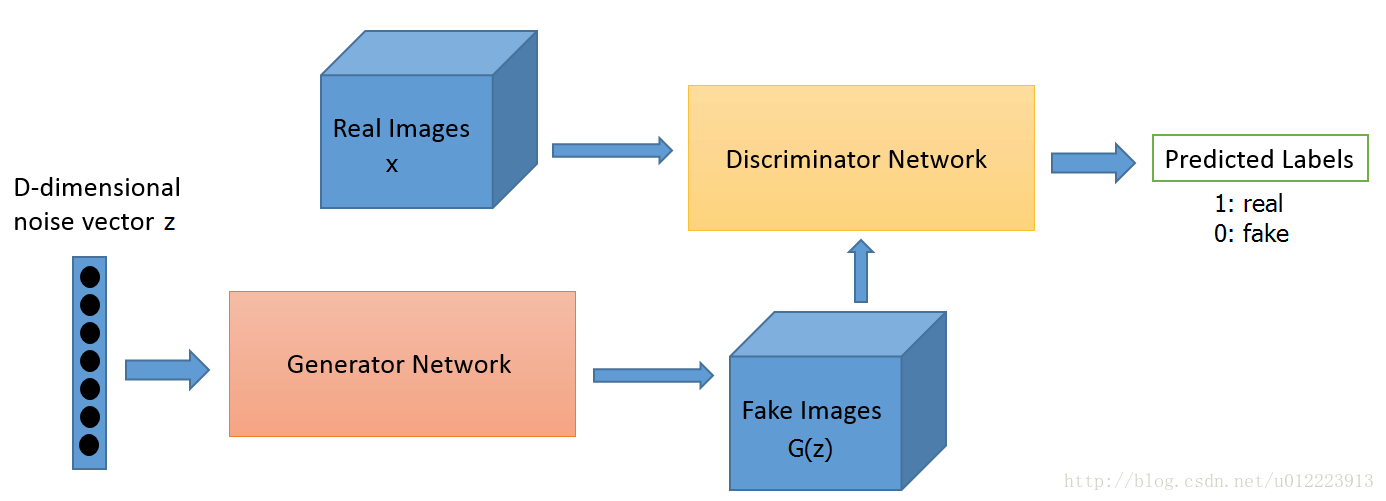 Real Images
x
Discriminator Network
Predicted Labels
1: real
0: fake
D-dimensional
noise vector z
Generator Network
Fake Images
G(z)
http://blog.csdn.net/u012223913